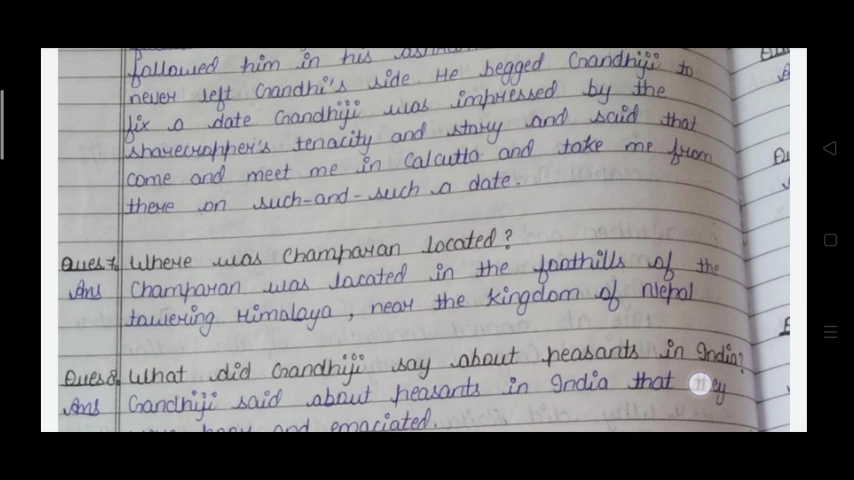 followed him in his
never left Gandhi's side He begged Gandhiji to
fix a date Gandhiji was impressed by the
sharecropper's tenacity and story and said that
come and meet me in Calcutta and take me from
there on such-and-such a date.
Ques 7. Where was Champaran located?
Ans Champaran was located in the foothills of the
towering Himalaya, near the kingdom of Nepal
Ques 8. What did Gandhiji say about peasants in India?
Ans Gandhiji said about peasants in India that they
and emaciated.